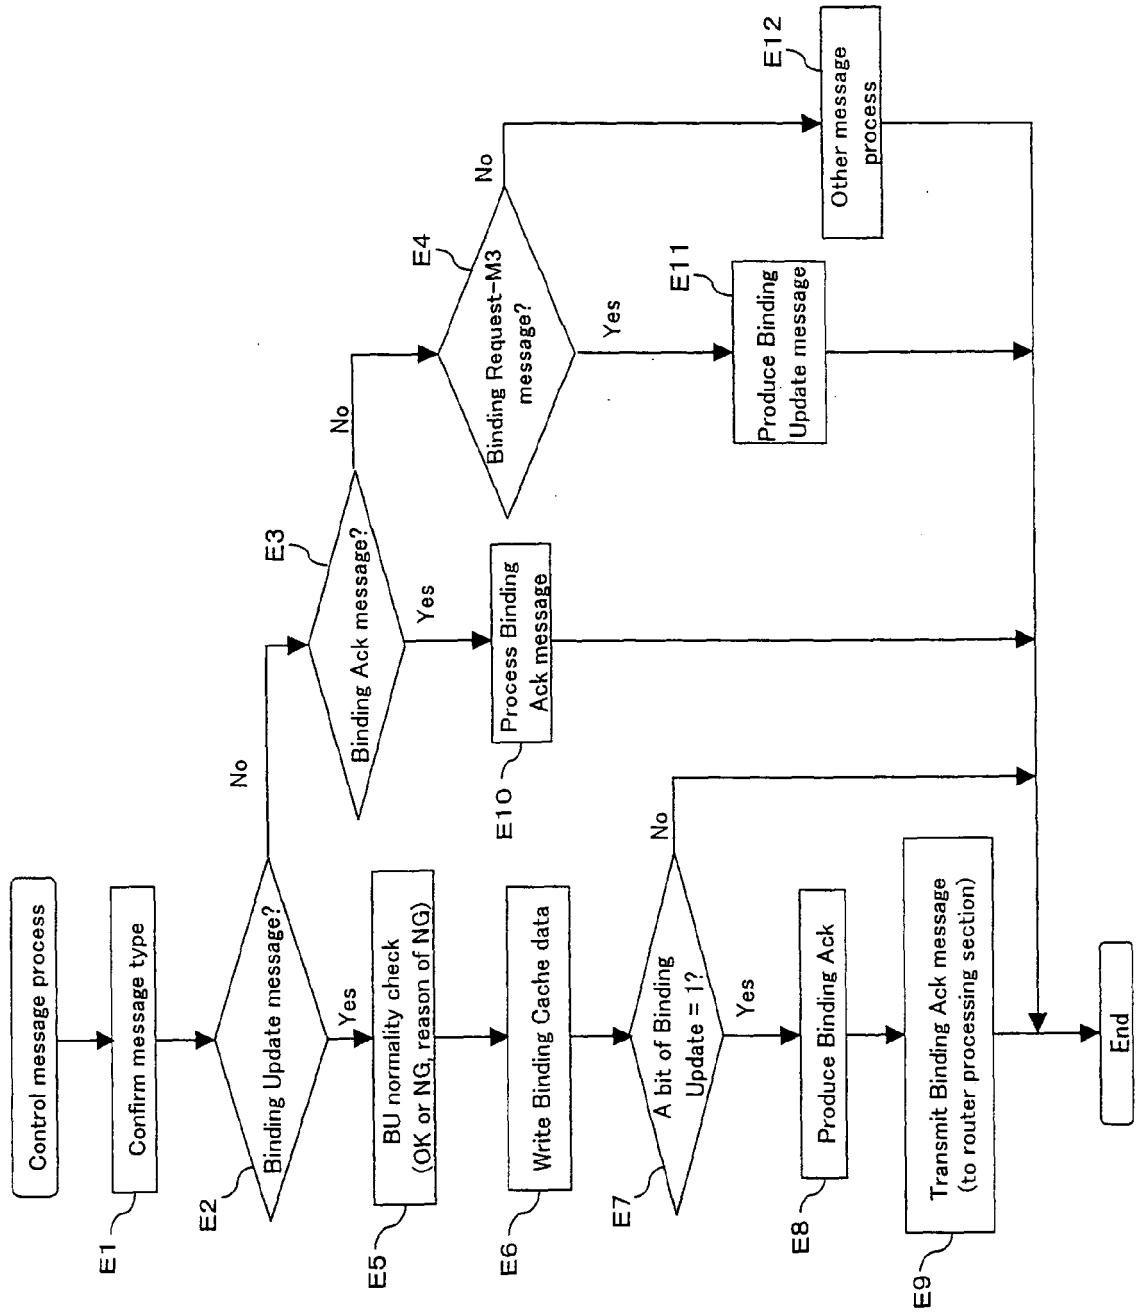 Control message process
E1
Confirm message type
E2
Binding Update message?
No
Yes
E3
Binding Ack message?
No
Yes
E4
Binding Request-M3
message?
No
Yes
E5
BU normality check
(OK or NG, reason of NG)
E6
Write Binding Cache data
E7
A bit of Binding
Update = 1?
No
Yes
E8
Produce Binding Ack
E9
Transmit Binding Ack message
(to router processing section)
E10
Process Binding
Ack message
E11
Produce Binding
Update message
E12
Other message
process
End